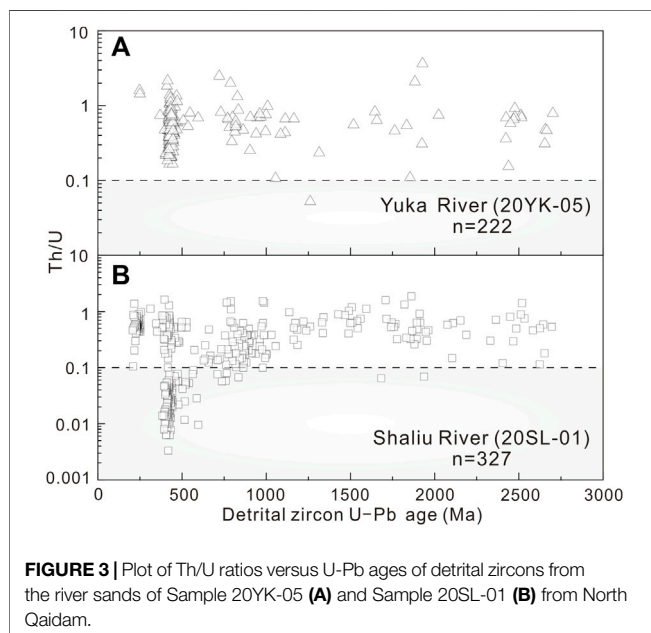 A
10
1
0.1
Yuka River (20YK-05)
n=222
Th/U
10
B
1
0.1
0.01
Shaliu River (20SL-01)
n=327
0.001
0 500 1000 1500 2000 2500 3000
Detrital zircon U-Pb age (Ma)
FIGURE 3 | Plot of Th/U ratios versus U-Pb ages of detrital zircons from
the river sands of Sample 20YK-05 (A) and Sample 20SL-01 (B) from North
Qaidam.